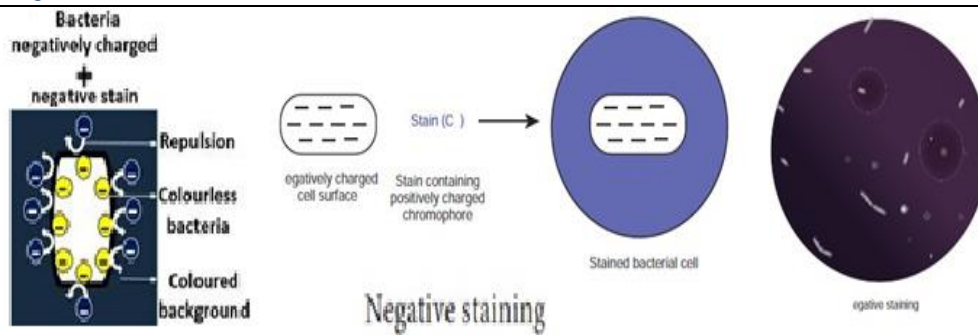 Bacteria
negatively charged
+
negative stain
Repulsion
Colourless
bacteria
Coloured
background
egatively charged
cell surface
Stain (C )
Stain containing
positively charged
chromophore
Stained bacterial cell
Negative staining
egative staining